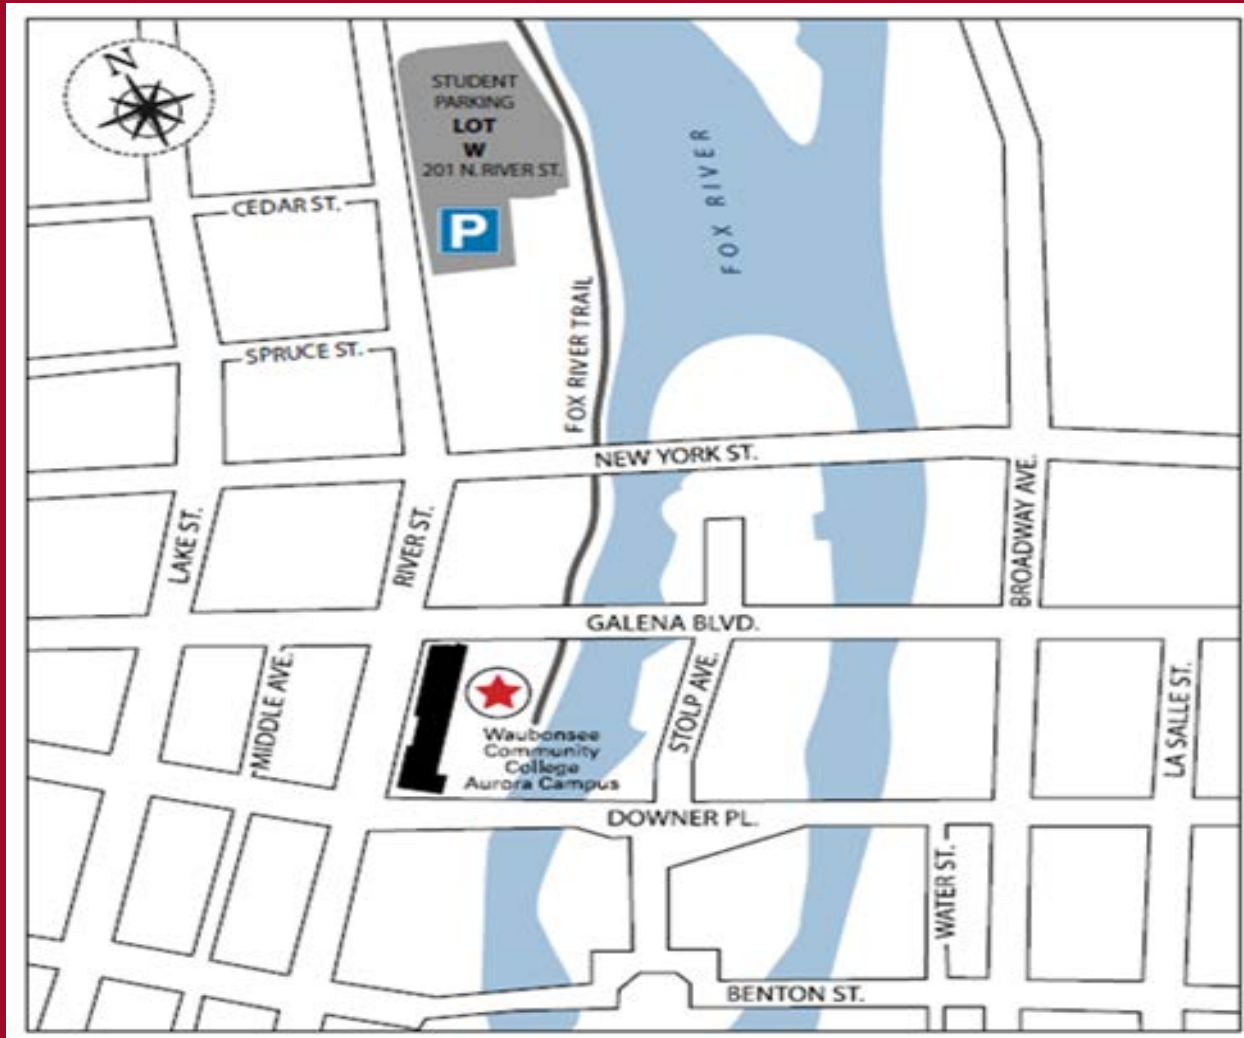 N
STUDENT
PARKING
LOT
W
201 N. RIVER ST.
P
CEDAR ST.
FOX RIVER
SPRUCE ST.
FOX RIVER TRAIL
NEW YORK ST.
LAKE ST.
RIVER ST.
BROADWAY AVE.
GALENA BLVD.
MIDDLE AVE.
STOLP AVE.
LA SALLE ST.
Waubonsee
Community
College
Aurora Campus
DOWNER PL.
WATER ST.
BENTON ST.